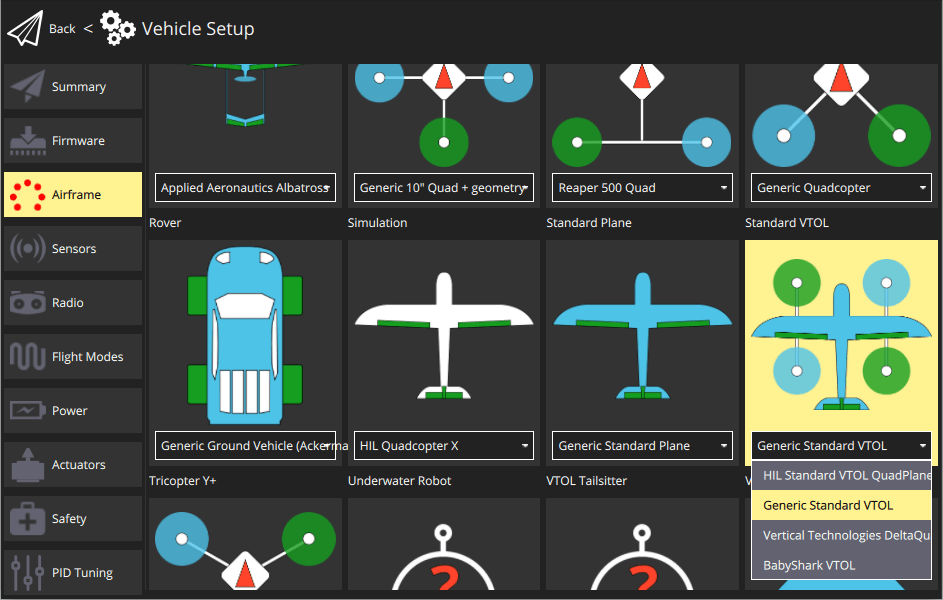 Back < Vehicle Setup
Summary
Firmware
Airframe
Sensors
Radio
Flight Modes
Power
Actuators
Safety
PID Tuning
Applied Aeronautics Albatross
Generic 10" Quad + geometry
Reaper 500 Quad
Generic Quadcopter
Rover
Simulation
Standard Plane
Standard VTOL
Generic Ground Vehicle (Ackerma
HIL Quadcopter X
Generic Standard Plane
Generic Standard VTOL
HIL Standard VTOL QuadPlane
Generic Standard VTOL
Vertical Technologies DeltaQu
BabyShark VTOL
Tricopter Y+
Underwater Robot
VTOL Tailsitter
V
?
?